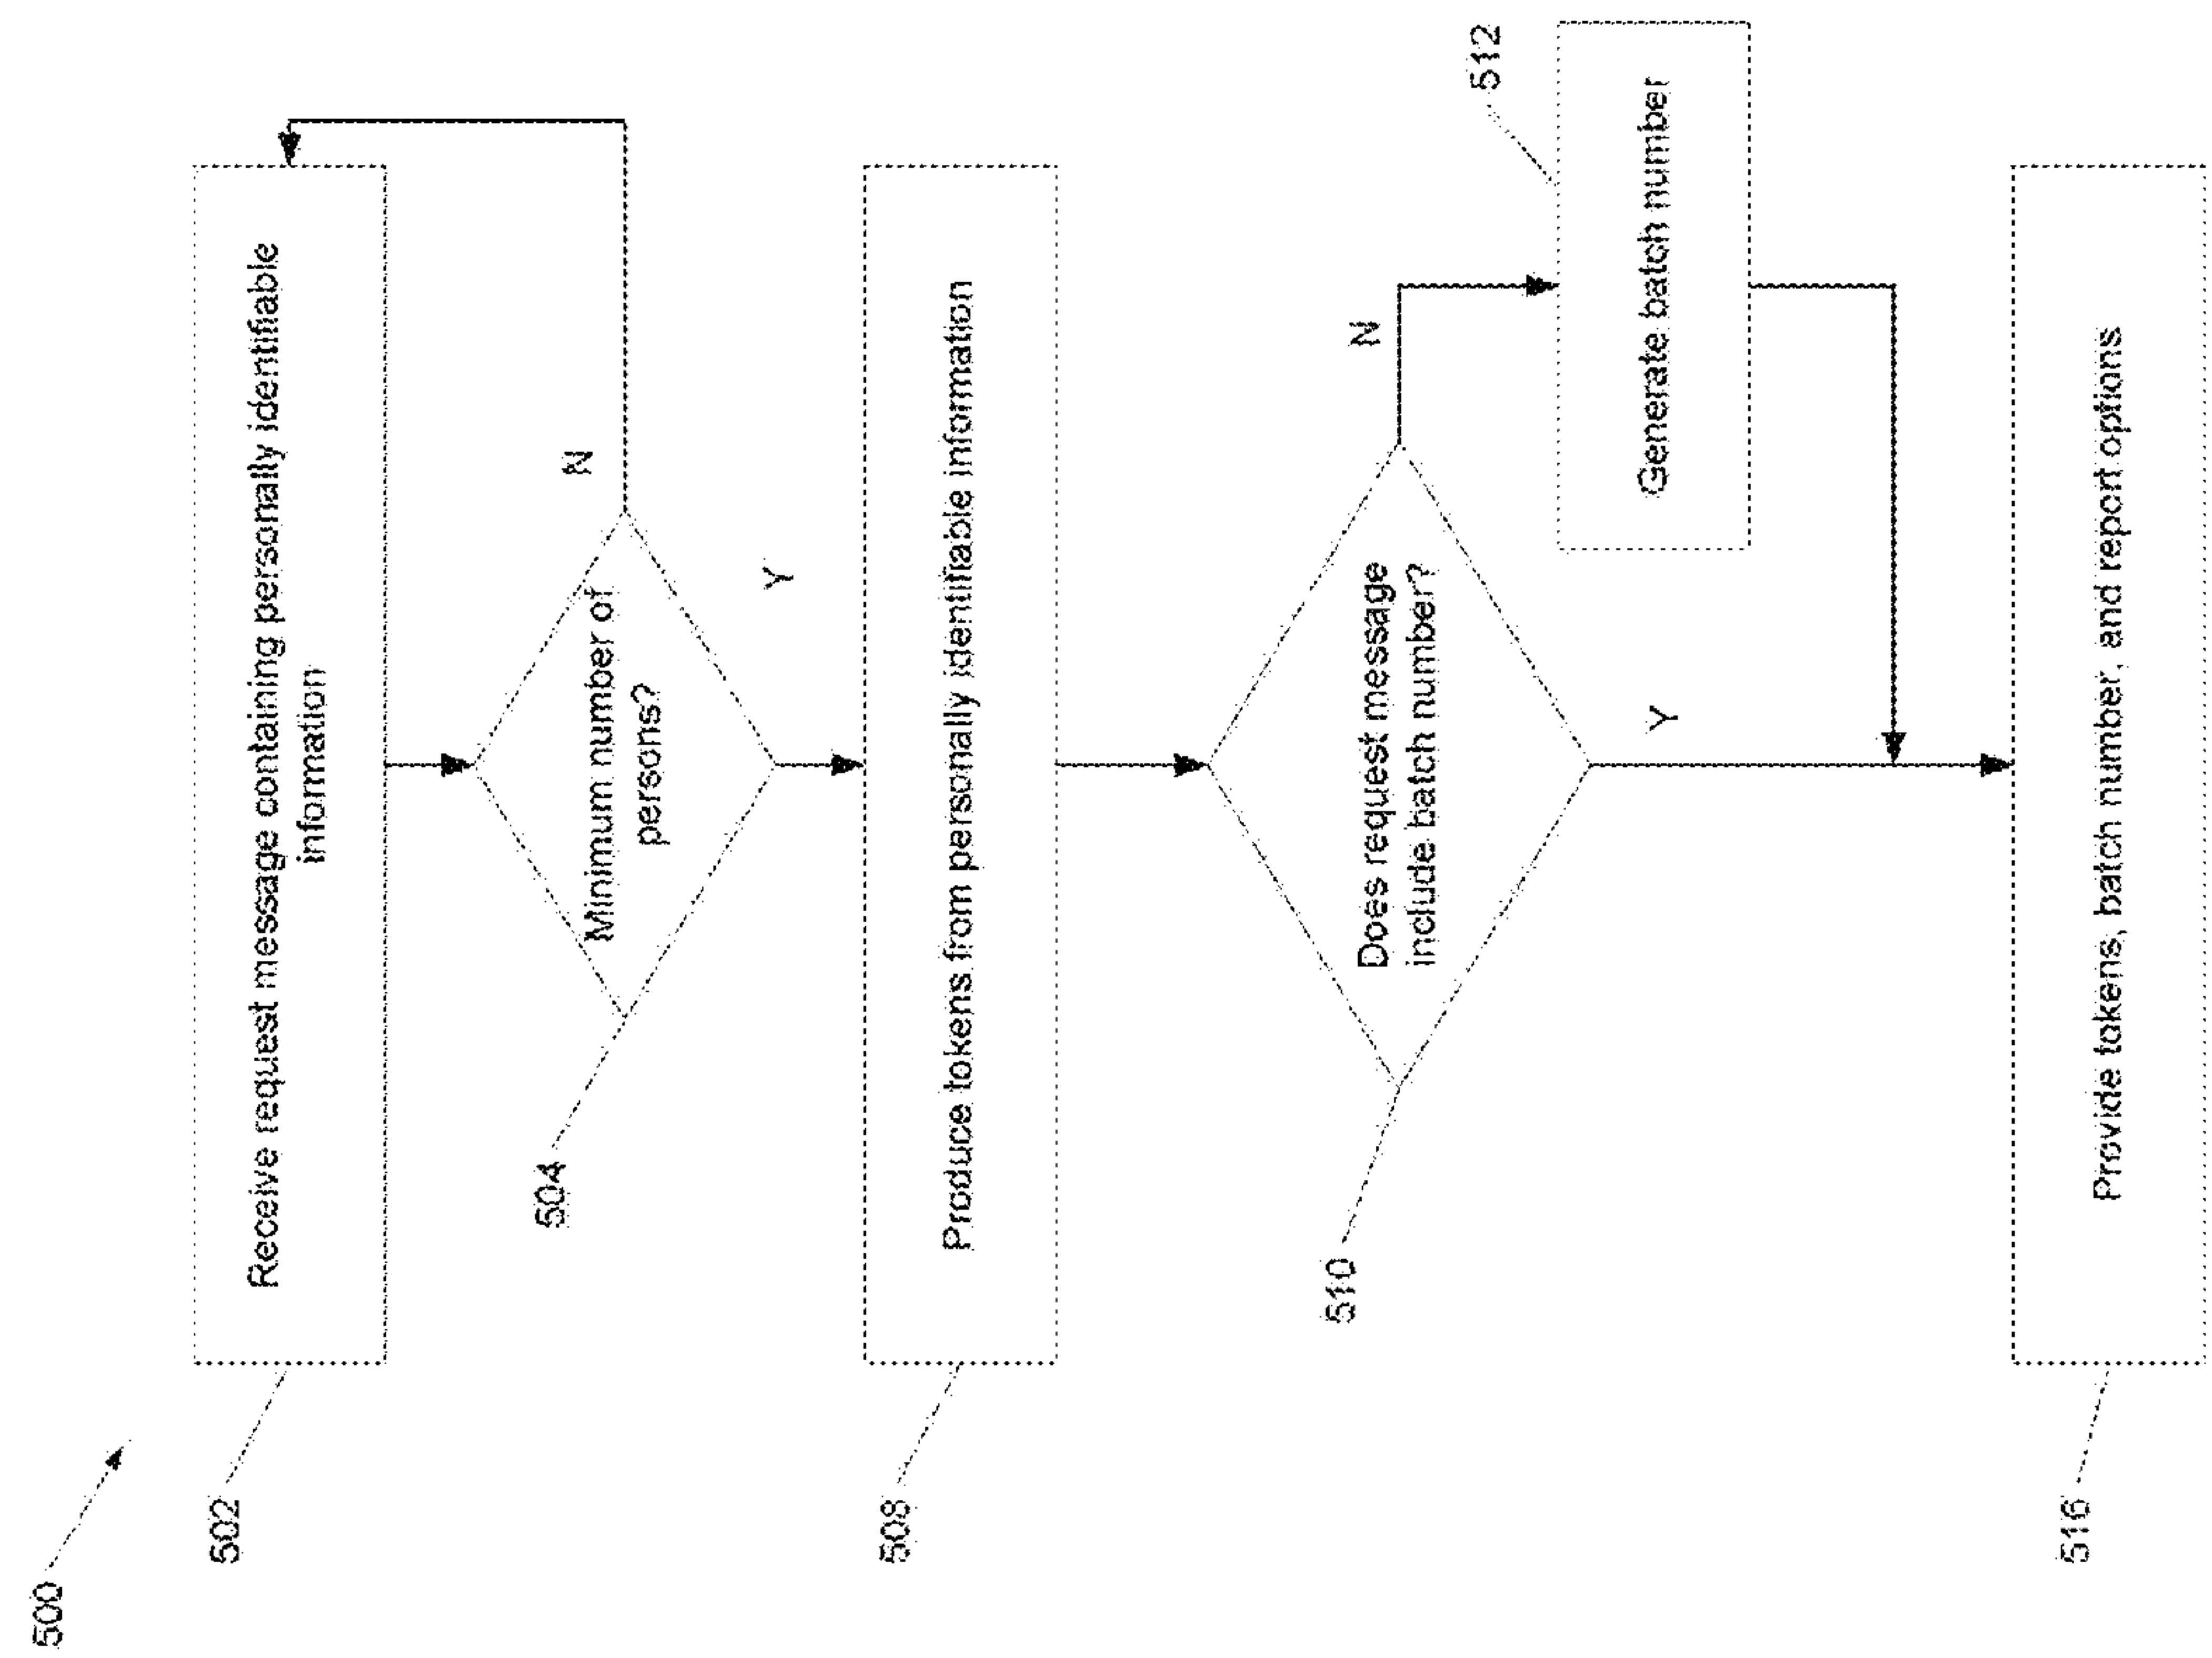 500
502
Receive request message containing personally identifiable
information
504
Minimum number of
persons?
N
Y
508
Produce tokens from personally identifiable information
510
Does request message
include batch number?
N
512
Generate batch number
Y
516
Provide tokens, batch number, and report options